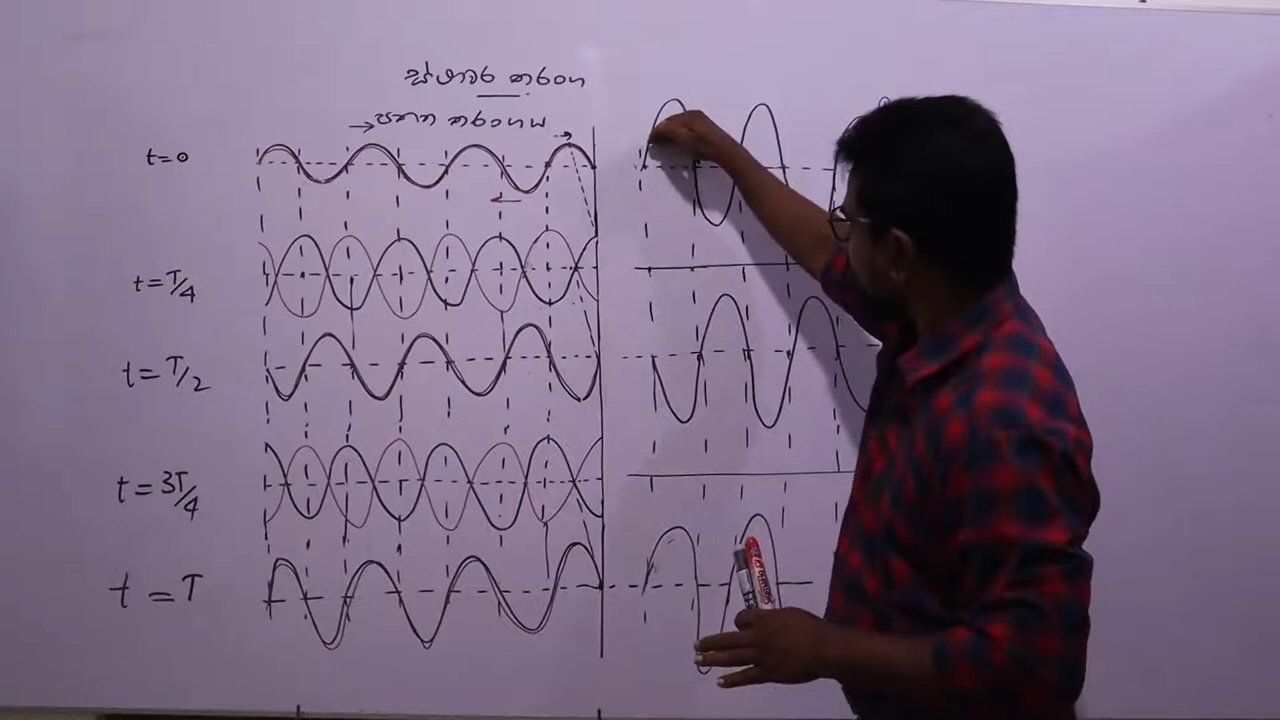 ස්ථාවර තරංග
→ පතන තරංගය
t=0
t=T/4
t=T/2
t=3T/4
t=T